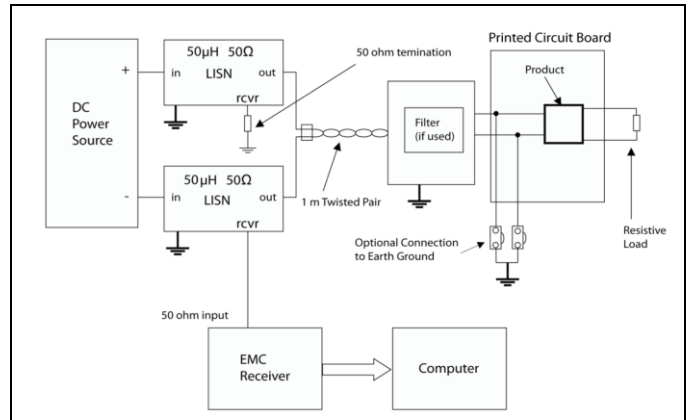 Printed Circuit Board
50µH 50Ω
LISN
in
out
rcvr
50 ohm temination
Product
DC
Power
Source
+
-
Filter
(if used)
50µH 50Ω
LISN
in
out
rcvr
1 m Twisted Pair
Optional Connection
to Earth Ground
Resistive
Load
50 ohm input
EMC
Receiver
Computer